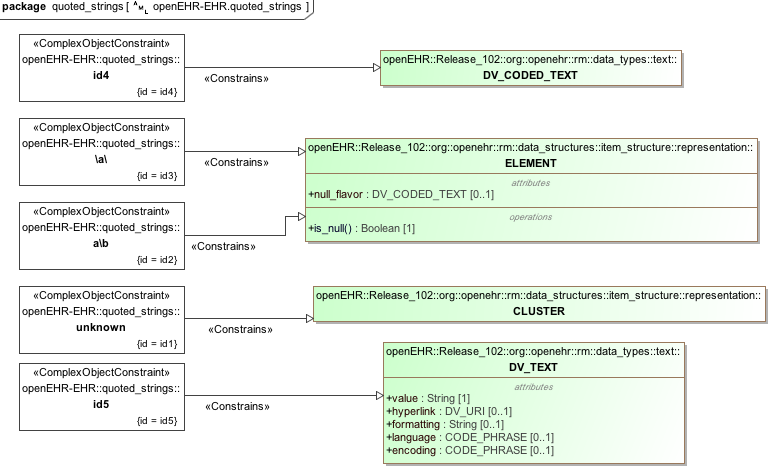 package quoted_strings [ AML openEHR-EHR.quoted_strings ]
«ComplexObjectConstraint»
openEHR-EHR::quoted_strings::
id4
{id = id4}
«Constrains»
openEHR::Release_102::org::openehr::rm::data_types::text::
DV_CODED_TEXT
«ComplexObjectConstraint»
openEHR-EHR::quoted_strings::
\a\
{id = id3}
«Constrains»
openEHR::Release_102::org::openehr::rm::data_structures::item_structure::representation::
ELEMENT
attributes
+null_flavor : DV_CODED_TEXT [0..1]
operations
+is_null() : Boolean [1]
«ComplexObjectConstraint»
openEHR-EHR::quoted_strings::
a\b
{id = id2}
«Constrains»
«ComplexObjectConstraint»
openEHR-EHR::quoted_strings::
unknown
{id = id1}
«Constrains»
openEHR::Release_102::org::openehr::rm::data_structures::item_structure::representation::
CLUSTER
«ComplexObjectConstraint»
openEHR-EHR::quoted_strings::
id5
{id = id5}
«Constrains»
openEHR::Release_102::org::openehr::rm::data_types::text::
DV_TEXT
attributes
+value : String [1]
+hyperlink : DV_URI [0..1]
+formatting : String [0..1]
+language : CODE_PHRASE [0..1]
+encoding : CODE_PHRASE [0..1]